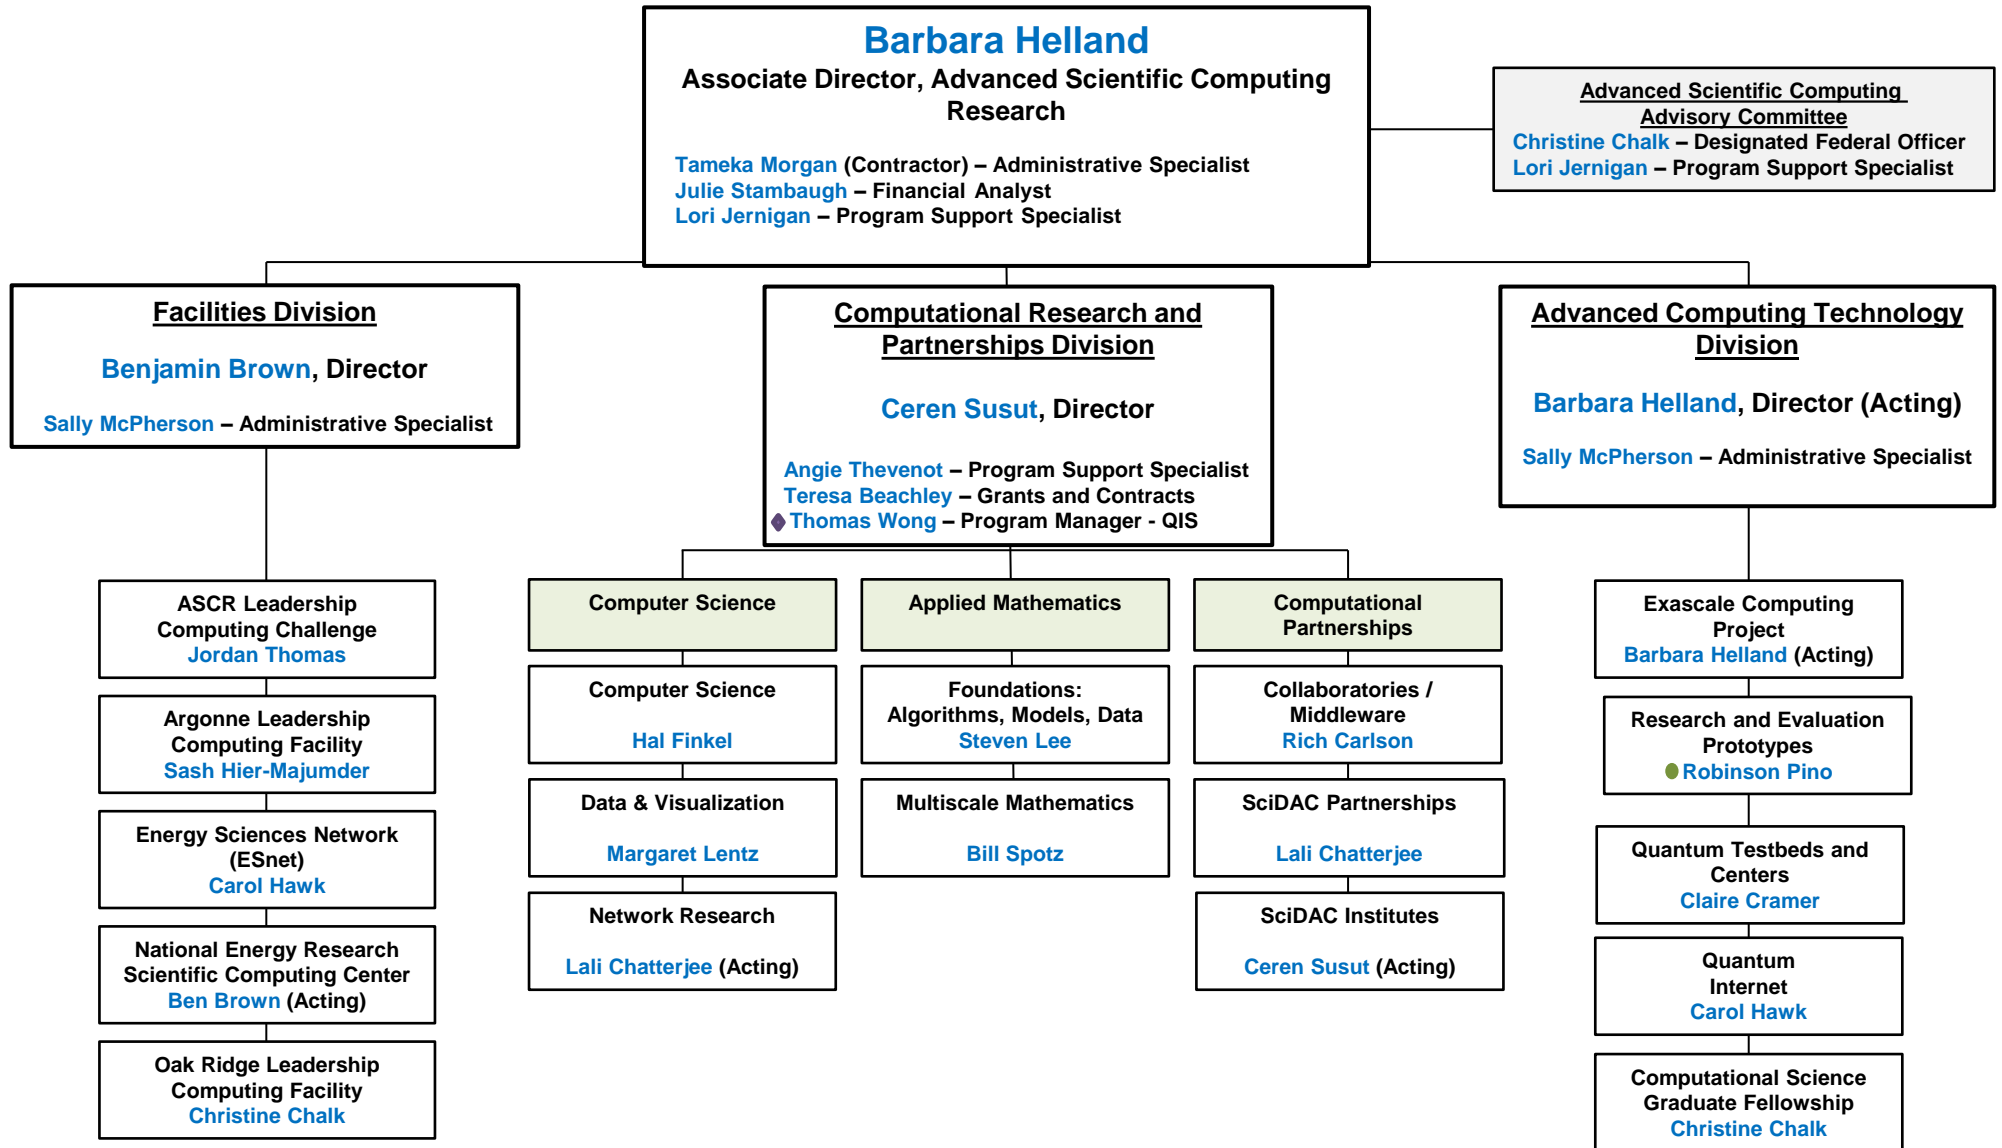 Barbara Helland
Associate Director, Advanced Scientific Computing
Research
Tameka Morgan (Contractor) – Administrative Specialist
Julie Stambaugh – Financial Analyst
Lori Jernigan – Program Support Specialist
Advanced Scientific Computing
Advisory Committee
Christine Chalk – Designated Federal Officer
Lori Jernigan – Program Support Specialist
Facilities Division
Benjamin Brown, Director
Sally McPherson – Administrative Specialist
Computational Research and
Partnerships Division
Ceren Susut, Director
Angie Thevenot – Program Support Specialist
Teresa Beachley – Grants and Contracts
Thomas Wong – Program Manager - QIS
Advanced Computing Technology
Division
Barbara Helland, Director (Acting)
Sally McPherson – Administrative Specialist
ASCR Leadership
Computing Challenge
Jordan Thomas
Argonne Leadership
Computing Facility
Sash Hier-Majumder
Energy Sciences Network
(ESnet)
Carol Hawk
National Energy Research
Scientific Computing Center
Ben Brown (Acting)
Oak Ridge Leadership
Computing Facility
Christine Chalk
Computer Science
Computer Science
Hal Finkel
Data & Visualization
Margaret Lentz
Network Research
Lali Chatterjee (Acting)
Applied Mathematics
Foundations:
Algorithms, Models, Data
Steven Lee
Multiscale Mathematics
Bill Spotz
Computational
Partnerships
Collaboratories /
Middleware
Rich Carlson
SciDAC Partnerships
Lali Chatterjee
SciDAC Institutes
Ceren Susut (Acting)
Exascale Computing
Project
Barbara Helland (Acting)
Research and Evaluation
Prototypes
Robinson Pino
Quantum Testbeds and
Centers
Claire Cramer
Quantum
Internet
Carol Hawk
Computational Science
Graduate Fellowship
Christine Chalk